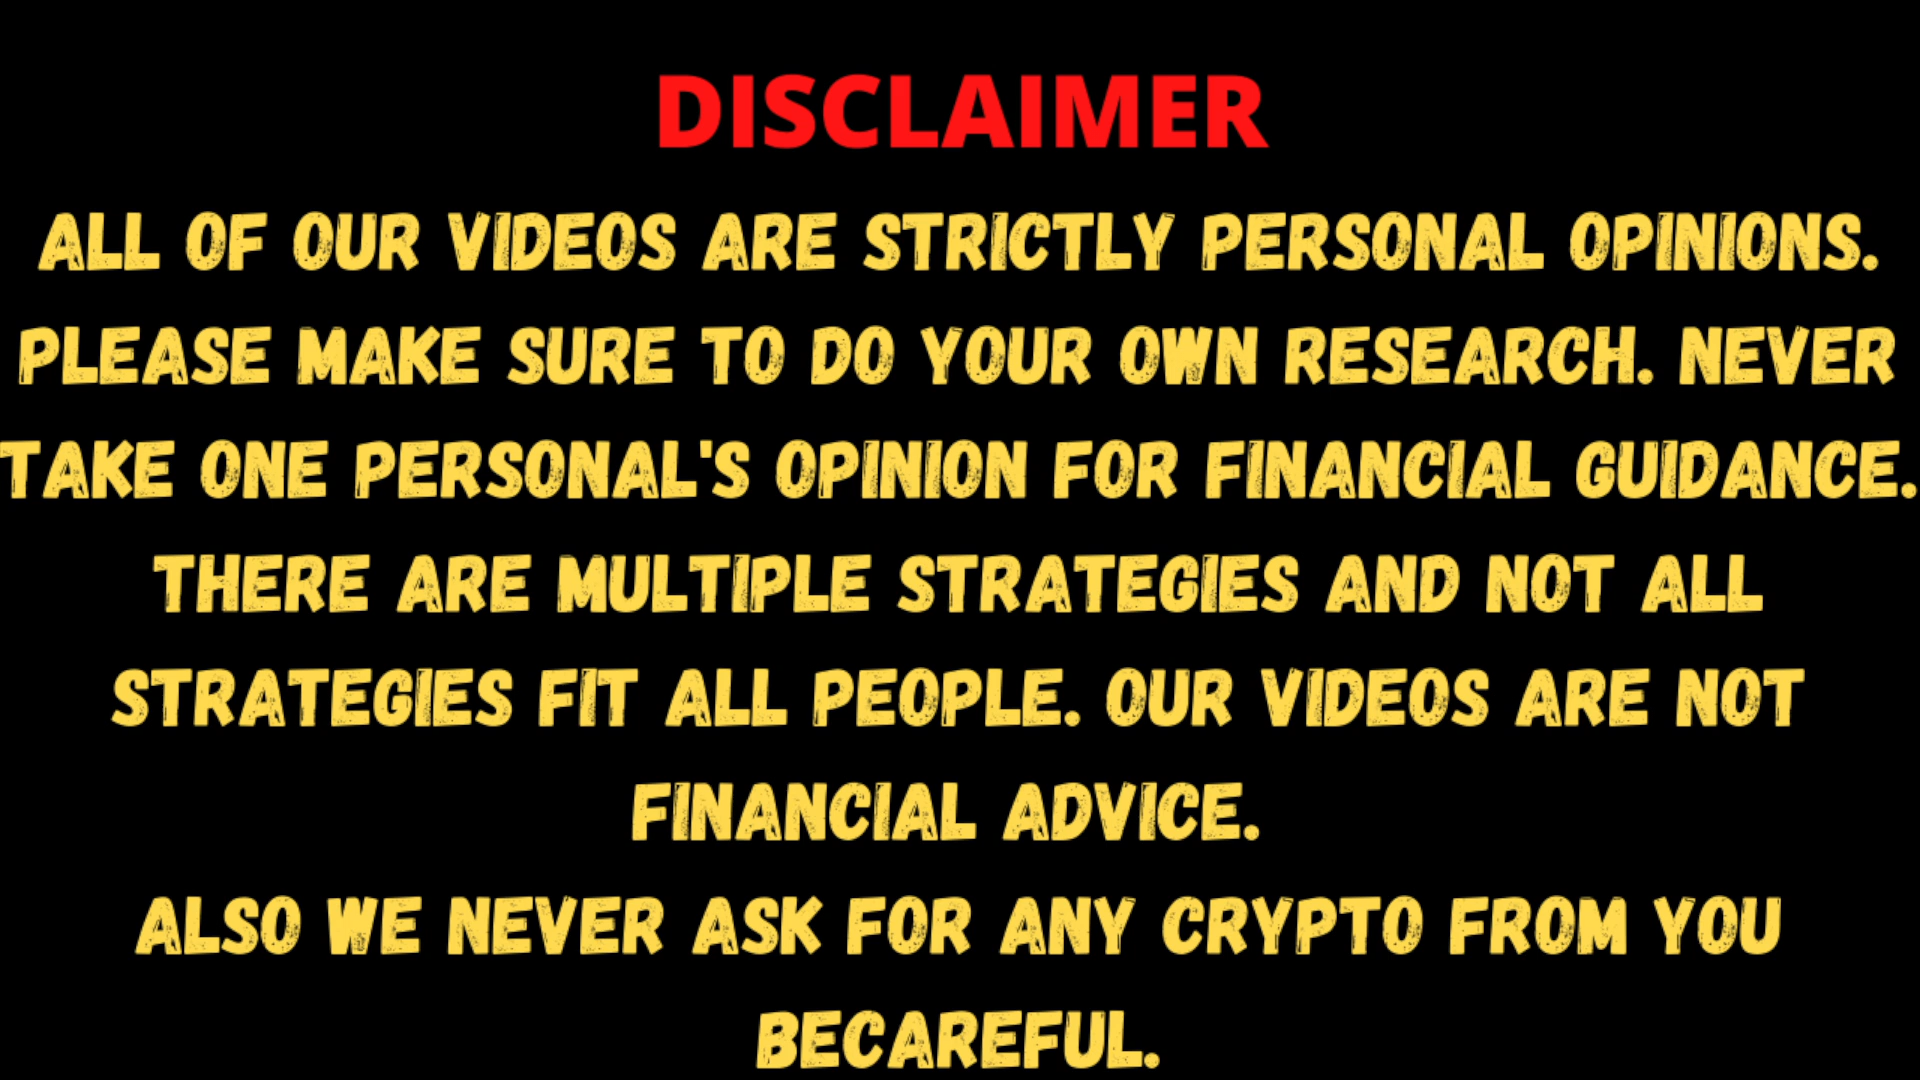 DISCLAIMER
ALL OF OUR VIDEOS ARE STRICTLY PERSONAL OPINIONS.
PLEASE MAKE SURE TO DO YOUR OWN RESEARCH. NEVER
TAKE ONE PERSONAL'S OPINION FOR FINANCIAL GUIDANCE.
THERE ARE MULTIPLE STRATEGIES AND NOT ALL
STRATEGIES FIT ALL PEOPLE. OUR VIDEOS ARE NOT
FINANCIAL ADVICE.
ALSO WE NEVER ASK FOR ANY CRYPTO FROM YOU
BECAREFUL.